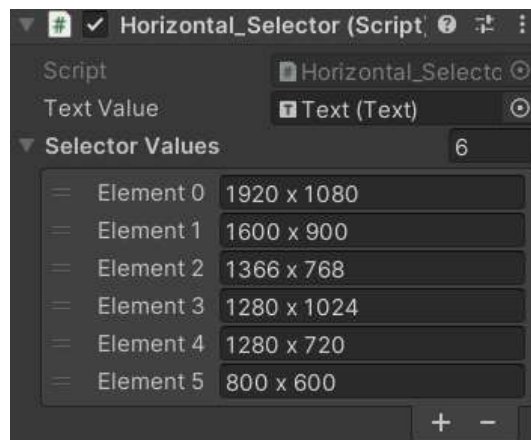 Horizontal_Selector (Script)
Script Horizontal_Selecto
Text Value Text (Text)
Selector Values 6
Element 0 1920 x 1080
Element 1 1600 x 900
Element 2 1366 x 768
Element 3 1280 x 1024
Element 4 1280 x 720
Element 5 800 x 600